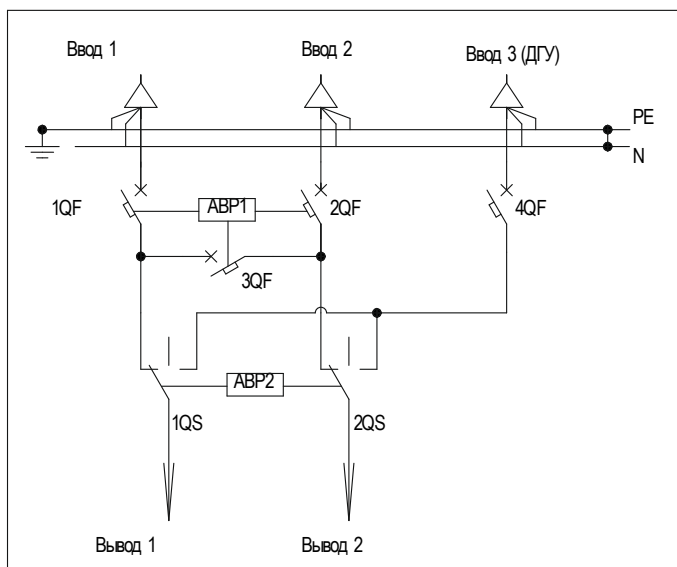 Ввод 1
Ввод 2
Ввод 3 (ДГУ)
PE
N
1QF
АВР1
2QF
4QF
3QF
АВР2
1QS
2QS
Вывод 1
Вывод 2